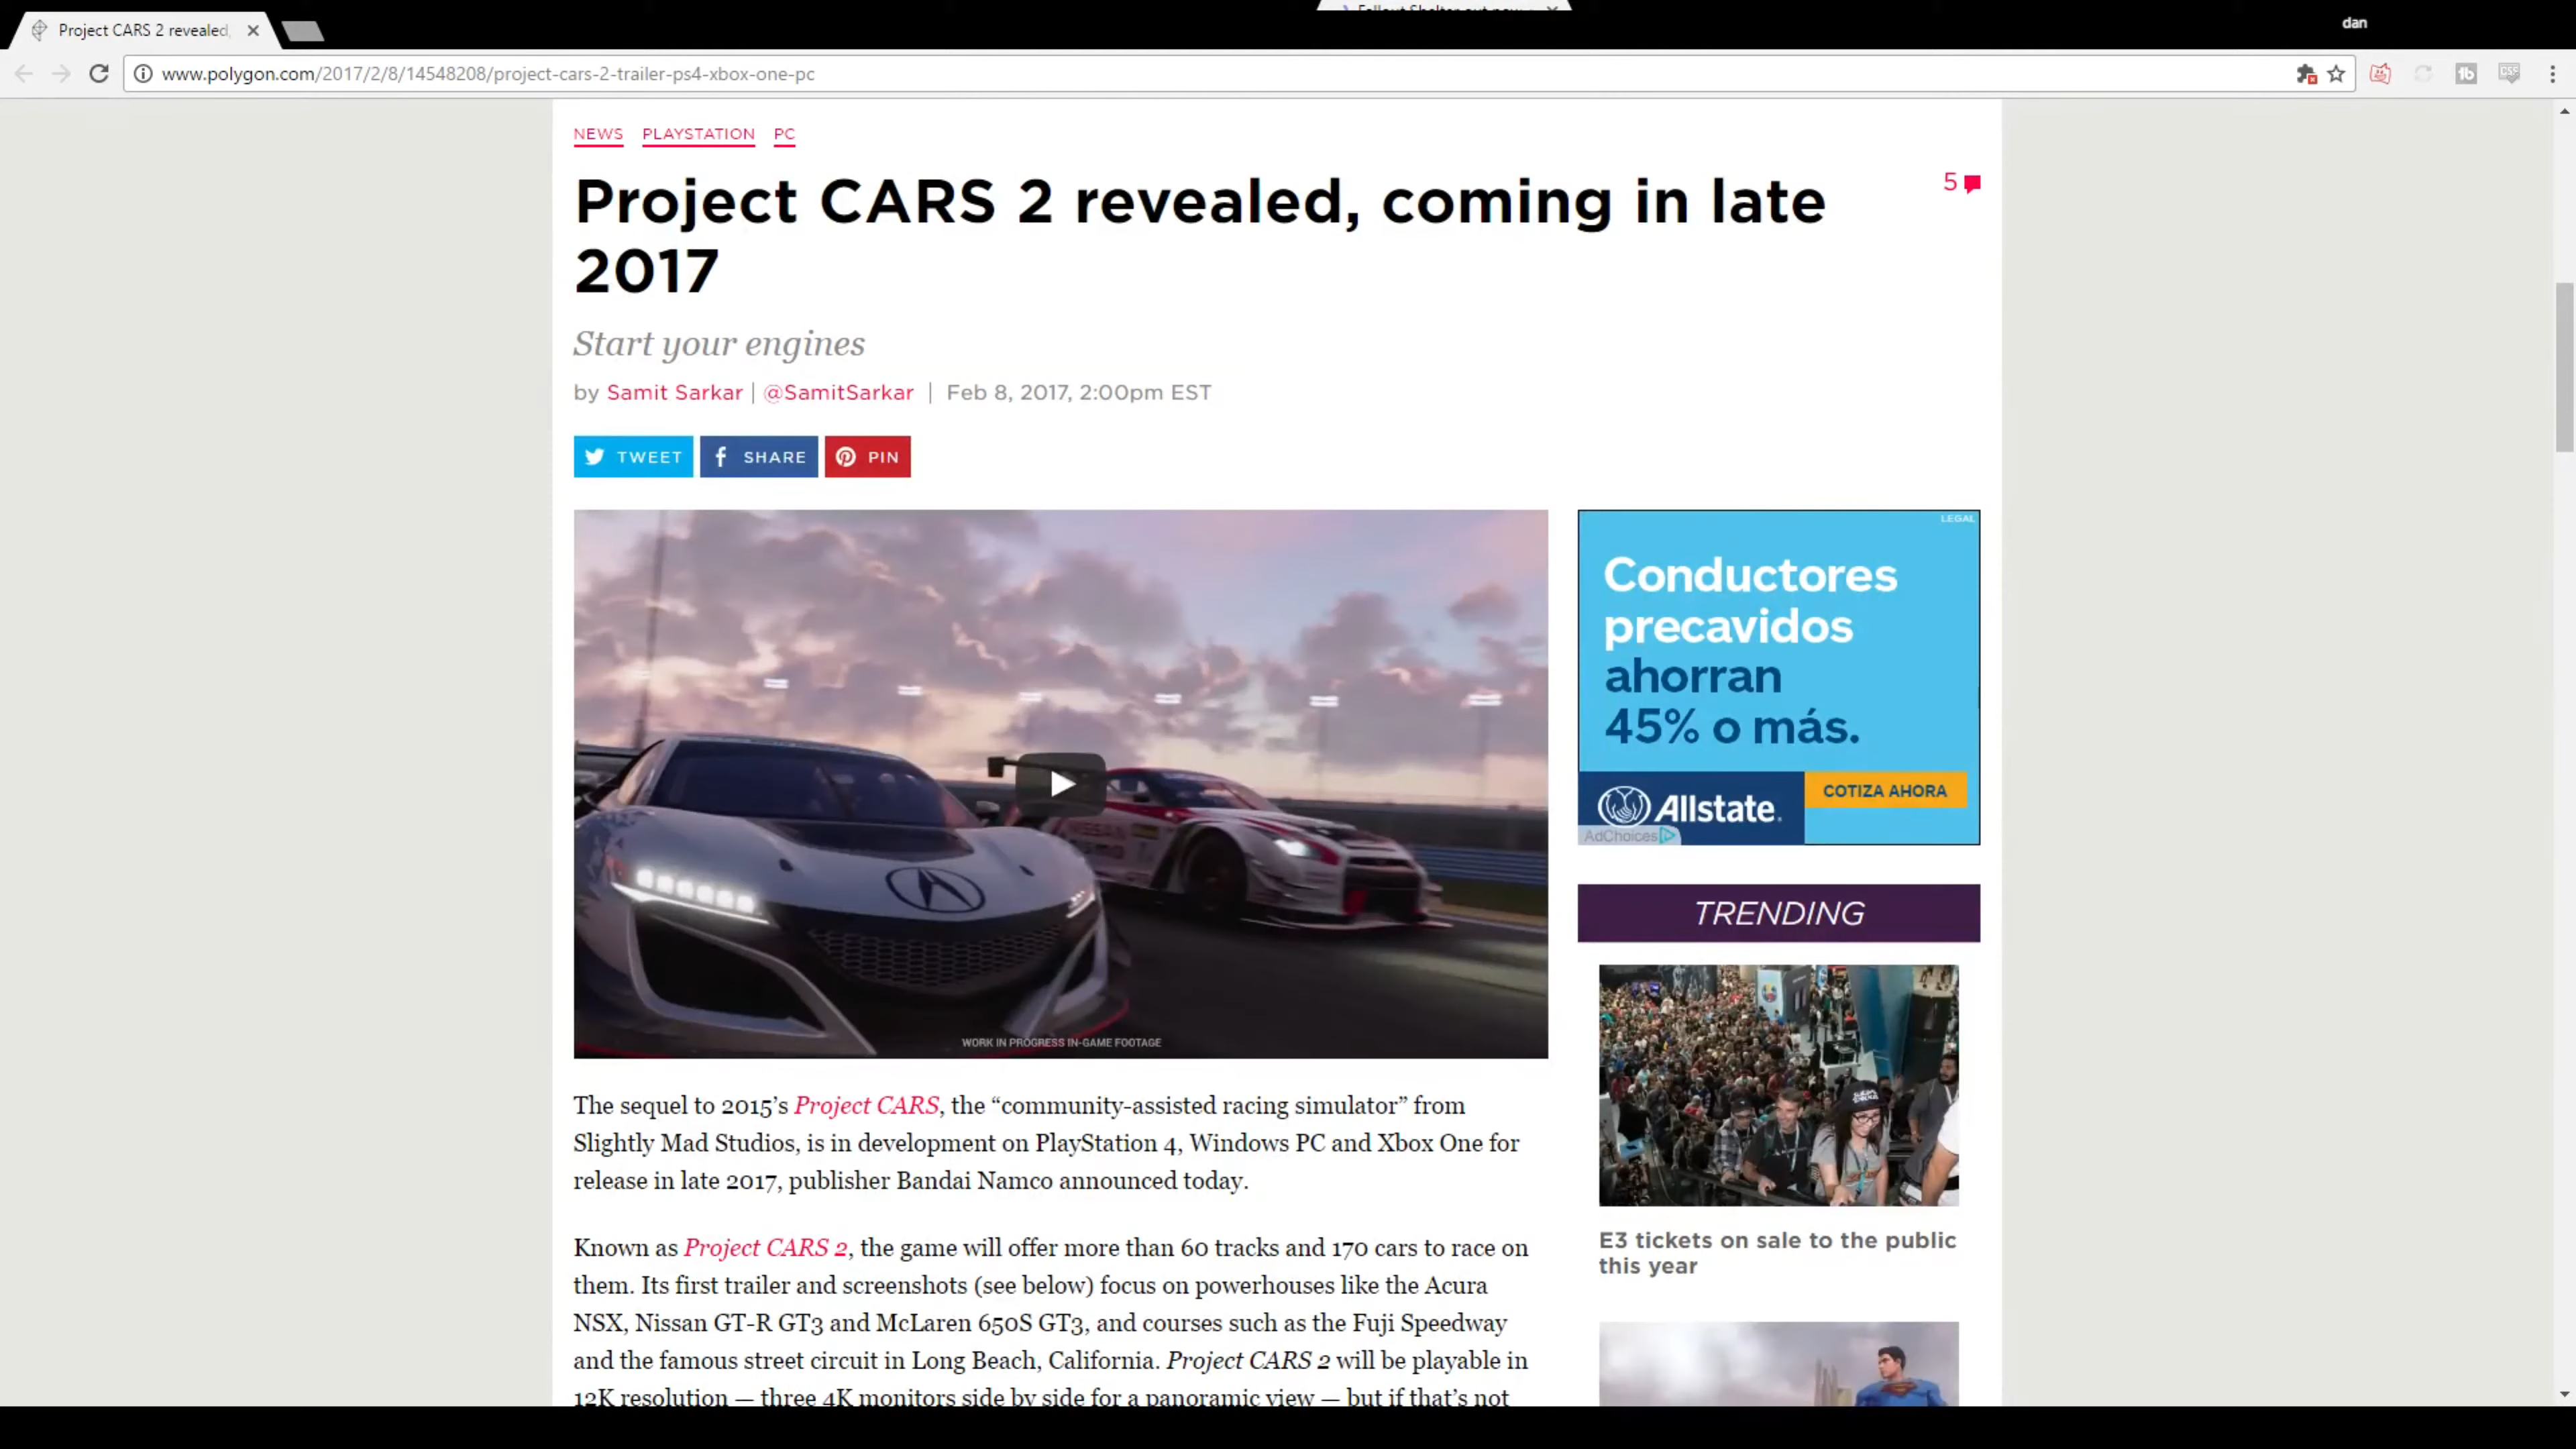 Project CARS 2 revealed,
dan
www.polygon.com/2017/2/8/14548208/project-cars-2-trailer-ps4-xbox-one-pc
NEWS PLAYSTATION PC
Project CARS 2 revealed, coming in late
2017
5
Start your engines
by Samit Sarkar | @SamitSarkar | Feb 8, 2017, 2:00pm EST
TWEET SHARE PIN
WORK IN PROGRESS IN-GAME FOOTAGE
LEGAL
Conductores
precavidos
ahorran
45% o más.
Allstate.
COTIZA AHORA
AdChoices
TRENDING
E3 tickets on sale to the public
this year
The sequel to 2015’s Project CARS, the “community-assisted racing simulator” from
Slightly Mad Studios, is in development on PlayStation 4, Windows PC and Xbox One for
release in late 2017, publisher Bandai Namco announced today.
Known as Project CARS 2, the game will offer more than 60 tracks and 170 cars to race on
them. Its first trailer and screenshots (see below) focus on powerhouses like the Acura
NSX, Nissan GT-R GT3 and McLaren 650S GT3, and courses such as the Fuji Speedway
and the famous street circuit in Long Beach, California. Project CARS 2 will be playable in
12K resolution — three 4K monitors side by side for a panoramic view — but if that’s not